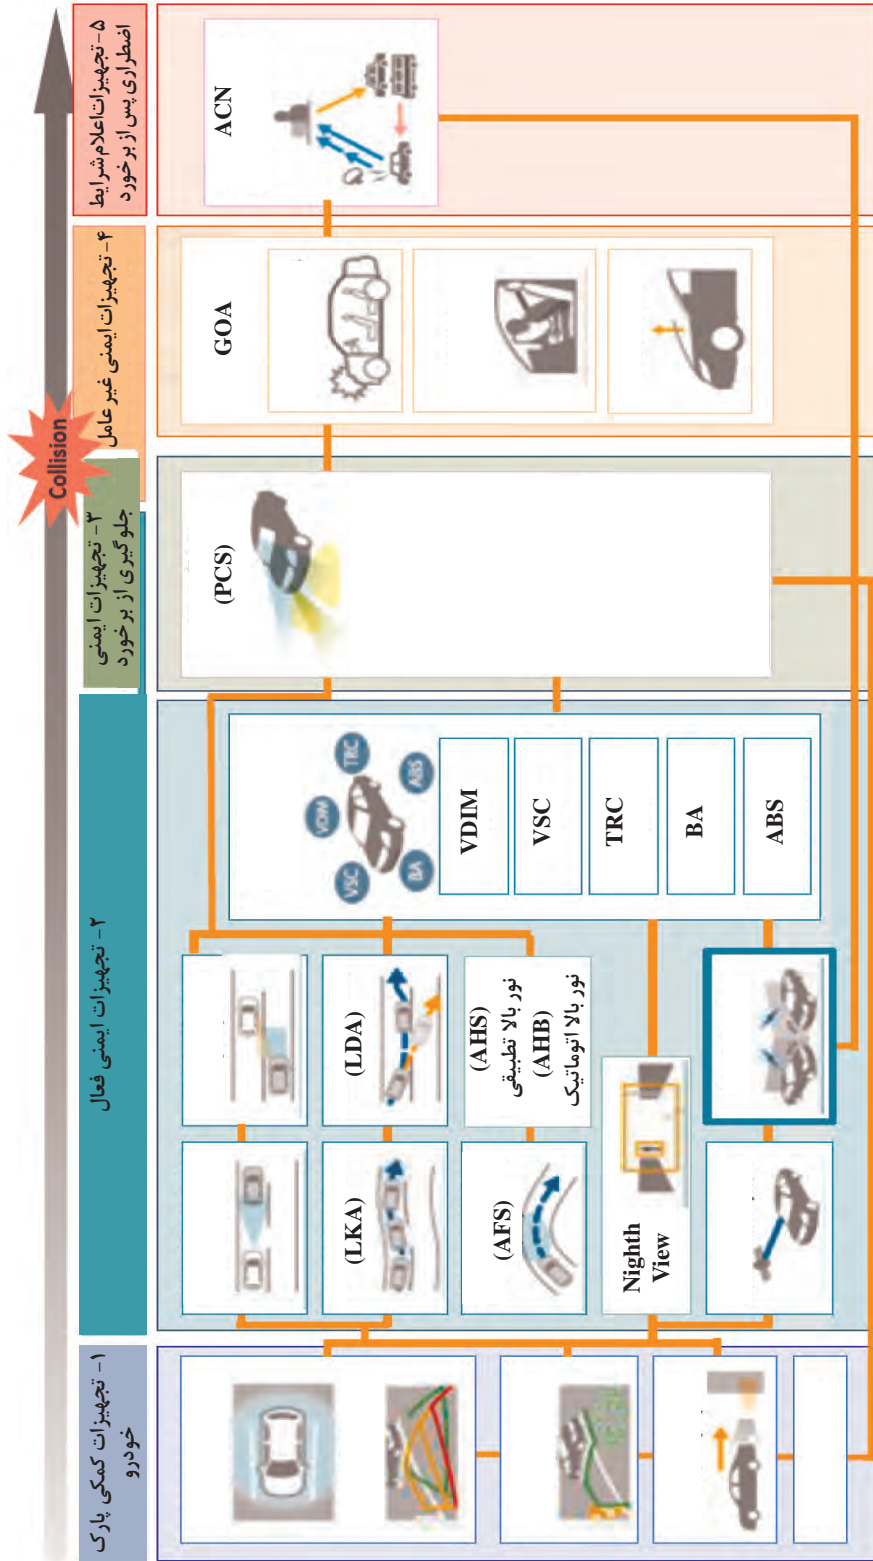 Collision
۱- تجهیزات کمکی پارک
خودرو
۲- تجهیزات ایمنی فعال
۳- تجهیزات ایمنی
جلوگیری از برخورد
۴- تجهیزات ایمنی غیر عامل
۵- تجهیزات اعلام شرایط
اضطراری پس از برخورد
(LKA)
(AFS)
Nighth
View
(LDA)
(AHS)
نور بالا تطبیقی
(AHB)
نور بالا اتوماتیک
VSC
VDIM
TRC
BA
ABS
VDIM
VSC
TRC
BA
ABS
(PCS)
GOA
ACN